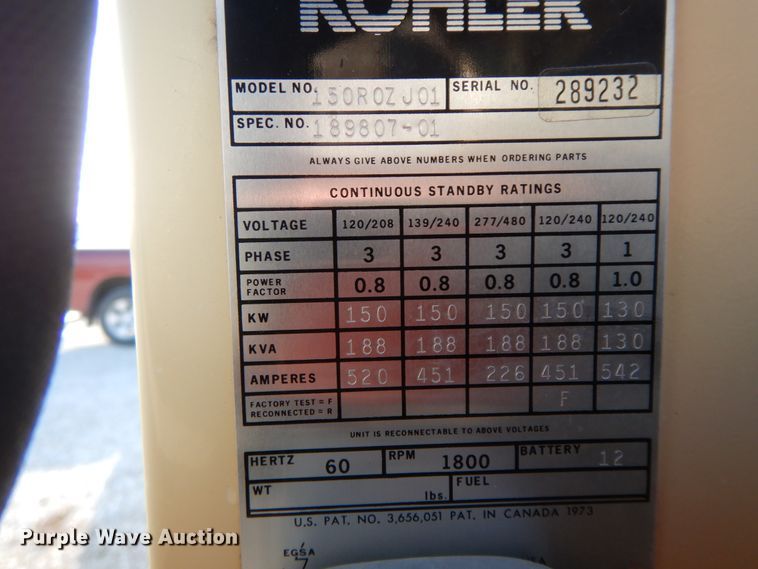 KOHLER
MODEL NO. 150ROZJ01 SERIAL NO. 289232
SPEC. NO. 189807-01
ALWAYS GIVE ABOVE NUMBERS WHEN ORDERING PARTS
CONTINUOUS STANDBY RATINGS
VOLTAGE 120/208 139/240 277/480 120/240 120/240
PHASE 3 3 3 3 1
POWER FACTOR 0.8 0.8 0.8 0.8 1.0
KW 150 150 150 150 130
KVA 188 188 188 188 130
AMPERES 520 451 226 451 542
FACTORY TEST = F
RECONNECTED = R F
UNIT IS RECONNECTABLE TO ABOVE VOLTAGES
HERTZ 60 RPM 1800 BATTERY 12
WT lbs. FUEL
U.S. PAT. NO. 3,656,051 PAT. IN CANADA 1973
EGSA
Purple Wave Auction